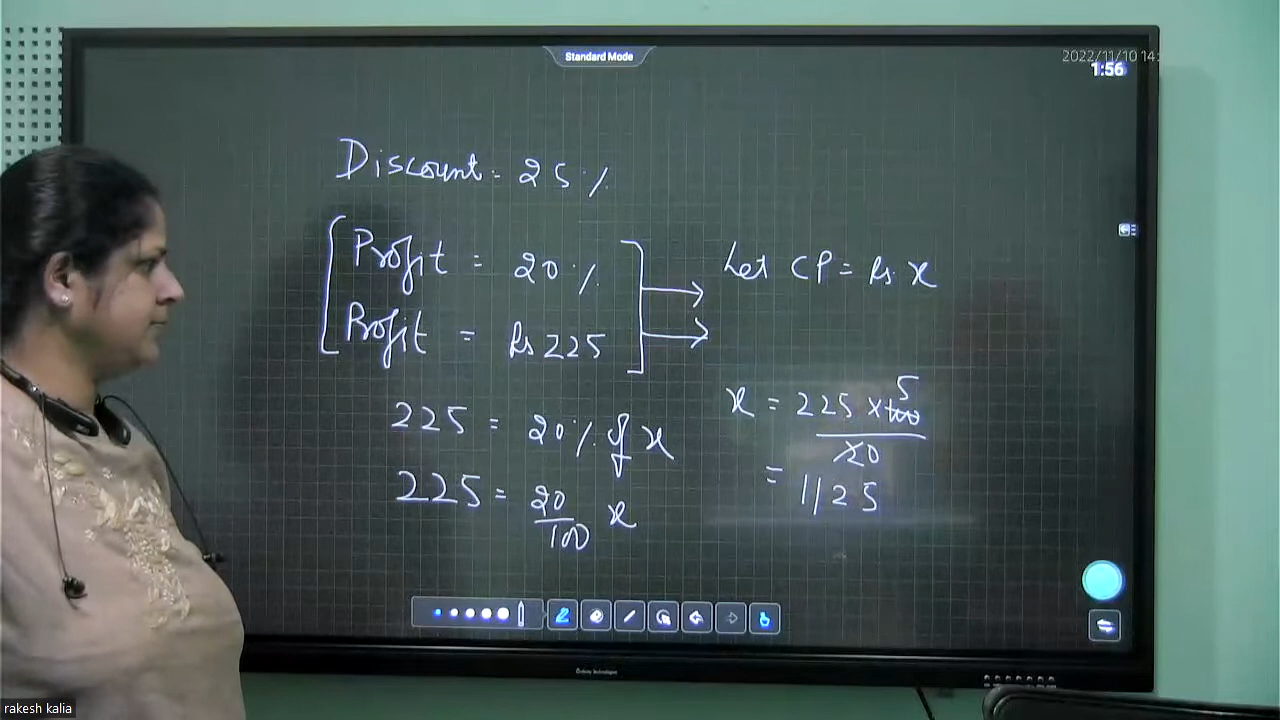 Standard Mode
2022/11/10 14:
1:56
Discount = 25 %
Profit = 20 %
Profit = Rs 225
Let CP = Rs. x
225 = 20 % of x
225 = 20/100 x
x = 225 × 100/20 5
= 1125
rakesh kalia